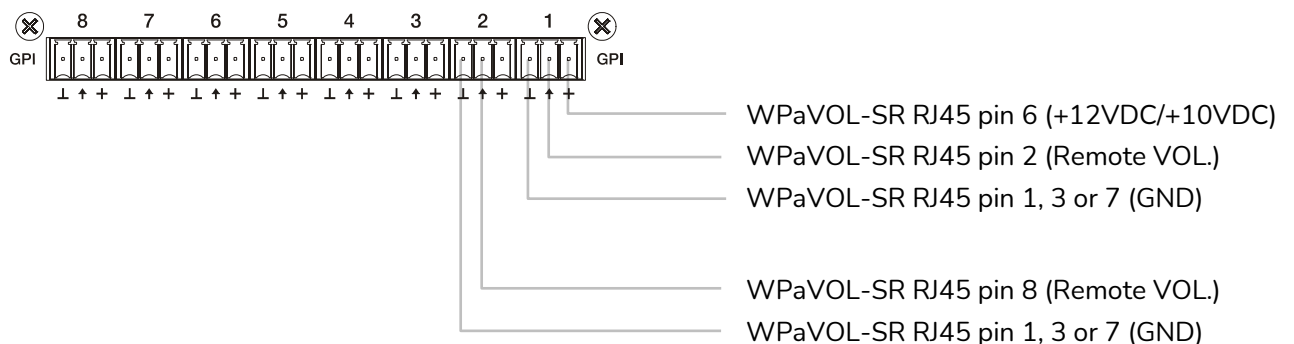 8 7 6 5 4 3 2 1
GPI GPI
⊥ ↑ + ⊥ ↑ + ⊥ ↑ + ⊥ ↑ + ⊥ ↑ + ⊥ ↑ + ⊥ ↑ + ⊥ ↑ +
WPaVOL-SR RJ45 pin 6 (+12VDC/+10VDC)
WPaVOL-SR RJ45 pin 2 (Remote VOL.)
WPaVOL-SR RJ45 pin 1, 3 or 7 (GND)
WPaVOL-SR RJ45 pin 8 (Remote VOL.)
WPaVOL-SR RJ45 pin 1, 3 or 7 (GND)